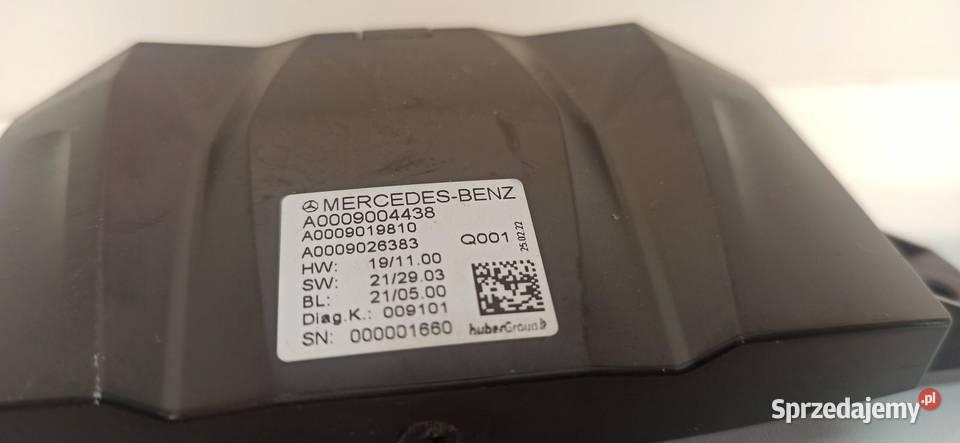 MERCEDES-BENZ
A0009004438
A0009019810
A0009026383 Q001 25.02.22
HW: 19/11.00
SW: 21/29.03
BL: 21/05.00
Diag.K.: 009101
SN: 000001660 huberGroup
Sprzedajemy.pl